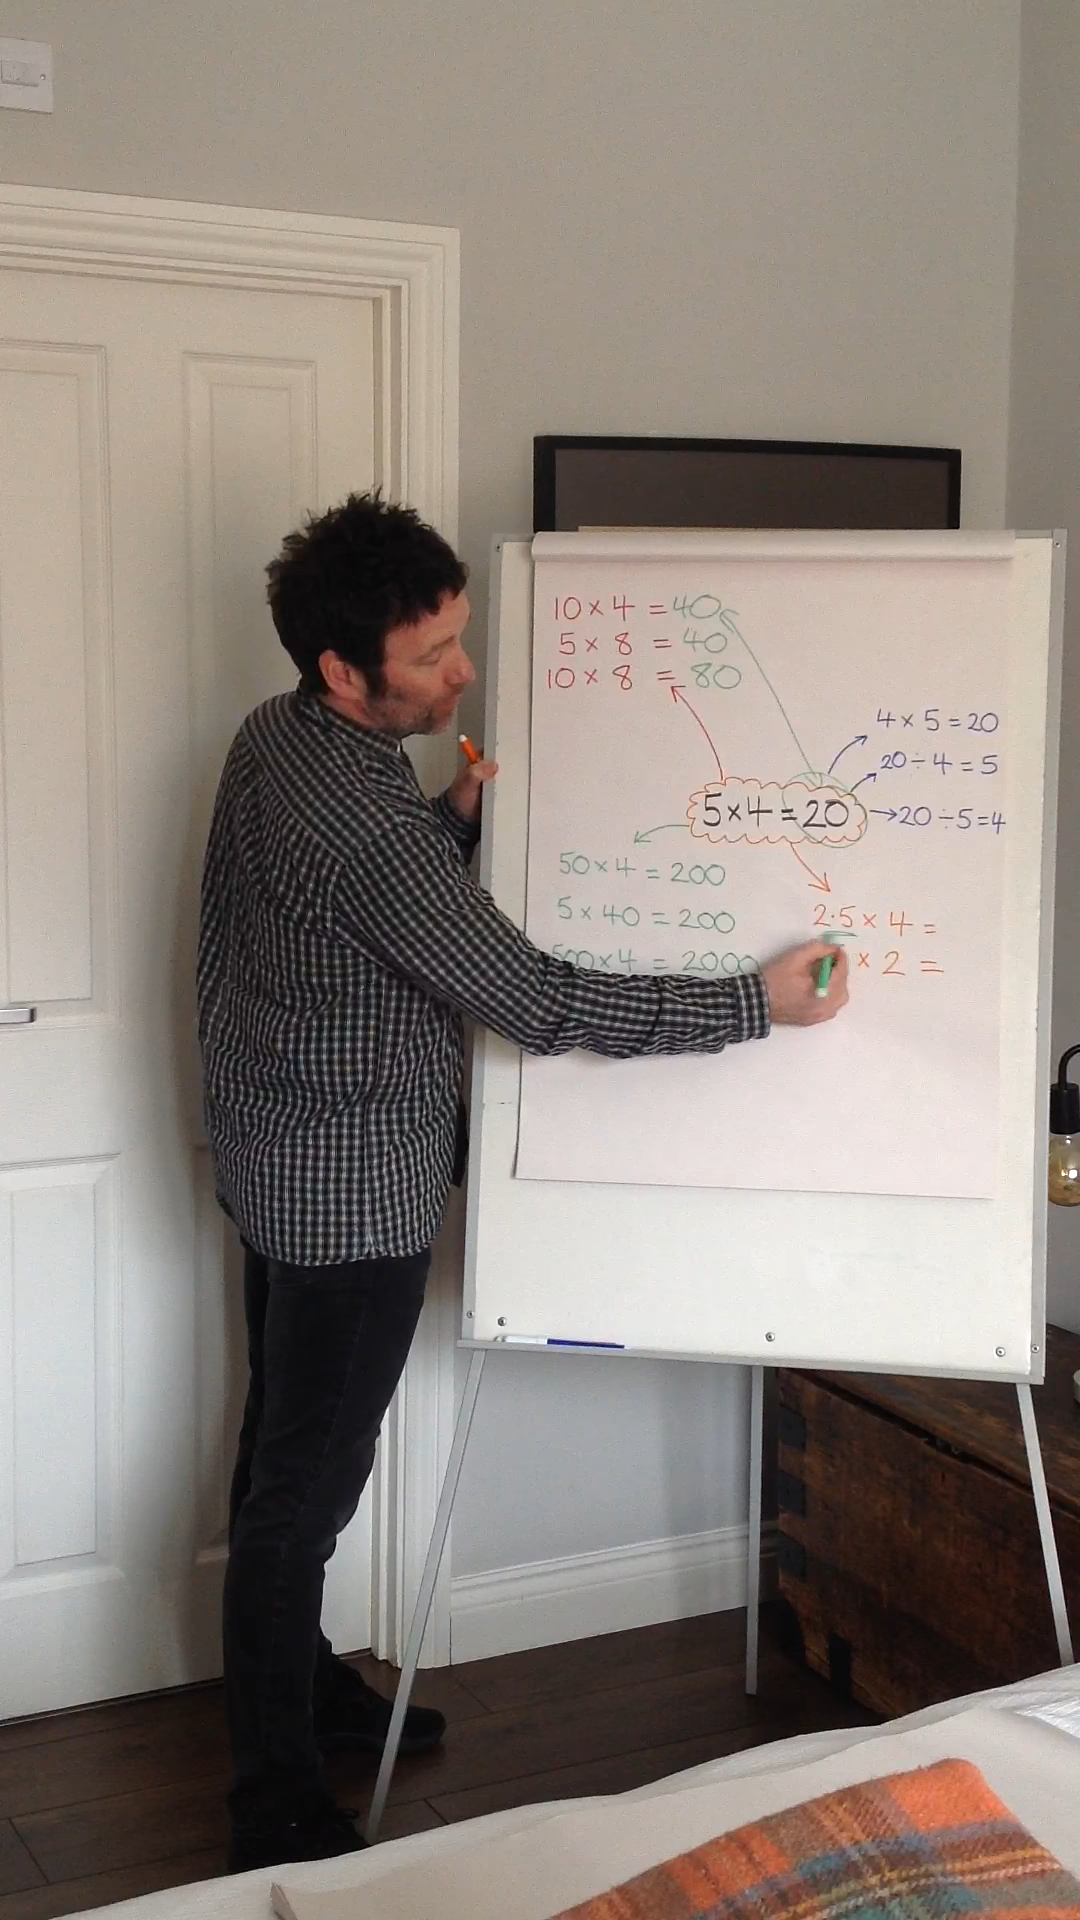 10 × 4 = 40
5 × 8 = 40
10 × 8 = 80
4 × 5 = 20
20 ÷ 4 = 5
5 × 4 = 20
20 ÷ 5 = 4
50 × 4 = 200
5 × 40 = 200
500 × 4 = 2000
2·5 × 4 =
× 2 =